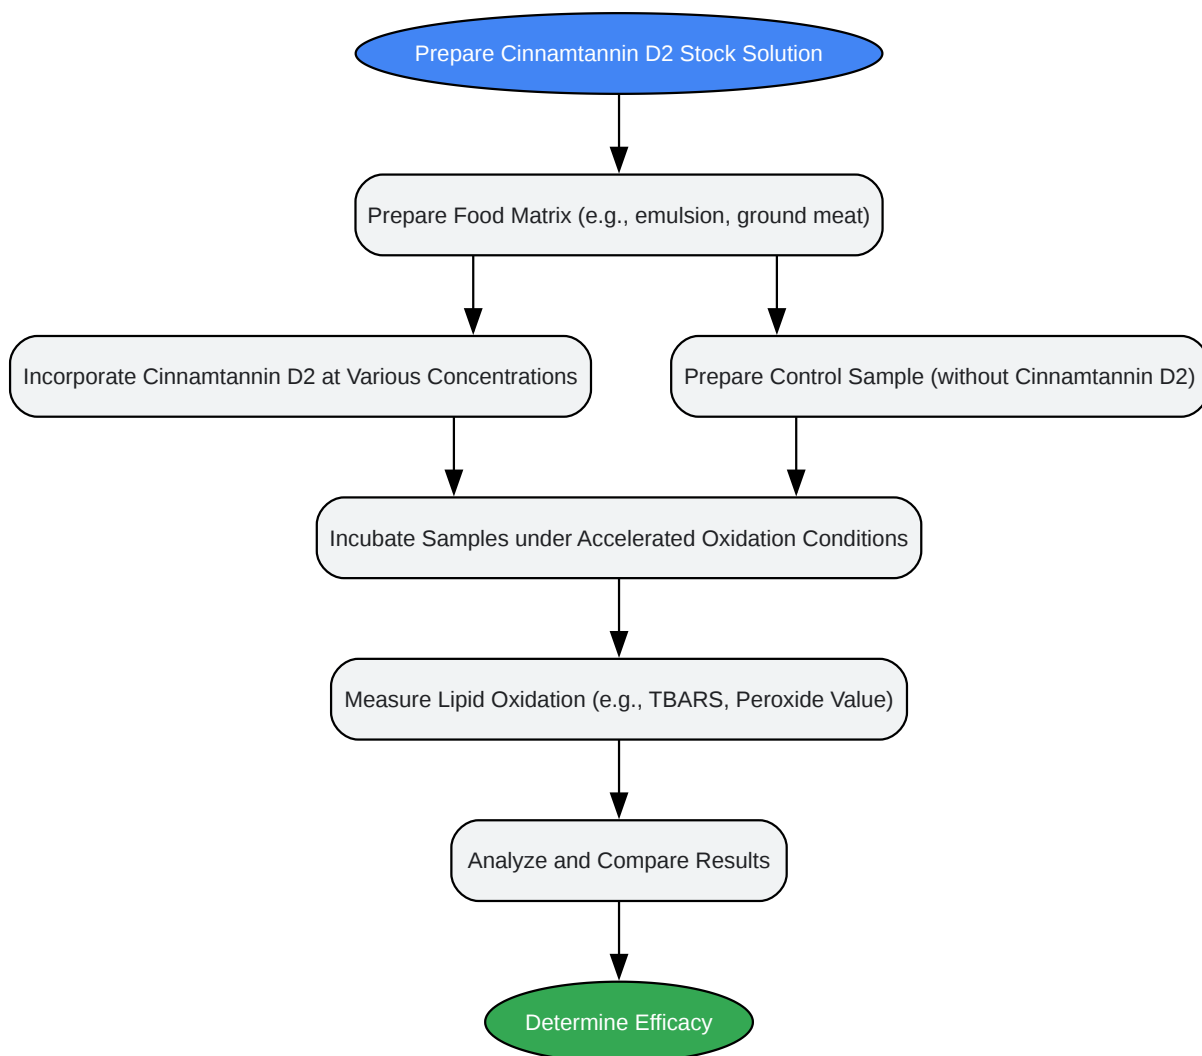 Prepare Cinnamtannin D2 Stock Solution
Prepare Food Matrix (e.g., emulsion, ground meat)
Incorporate Cinnamtannin D2 at Various Concentrations
Prepare Control Sample (without Cinnamtannin D2)
Incubate Samples under Accelerated Oxidation Conditions
Measure Lipid Oxidation (e.g., TBARS, Peroxide Value)
Analyze and Compare Results
Determine Efficacy